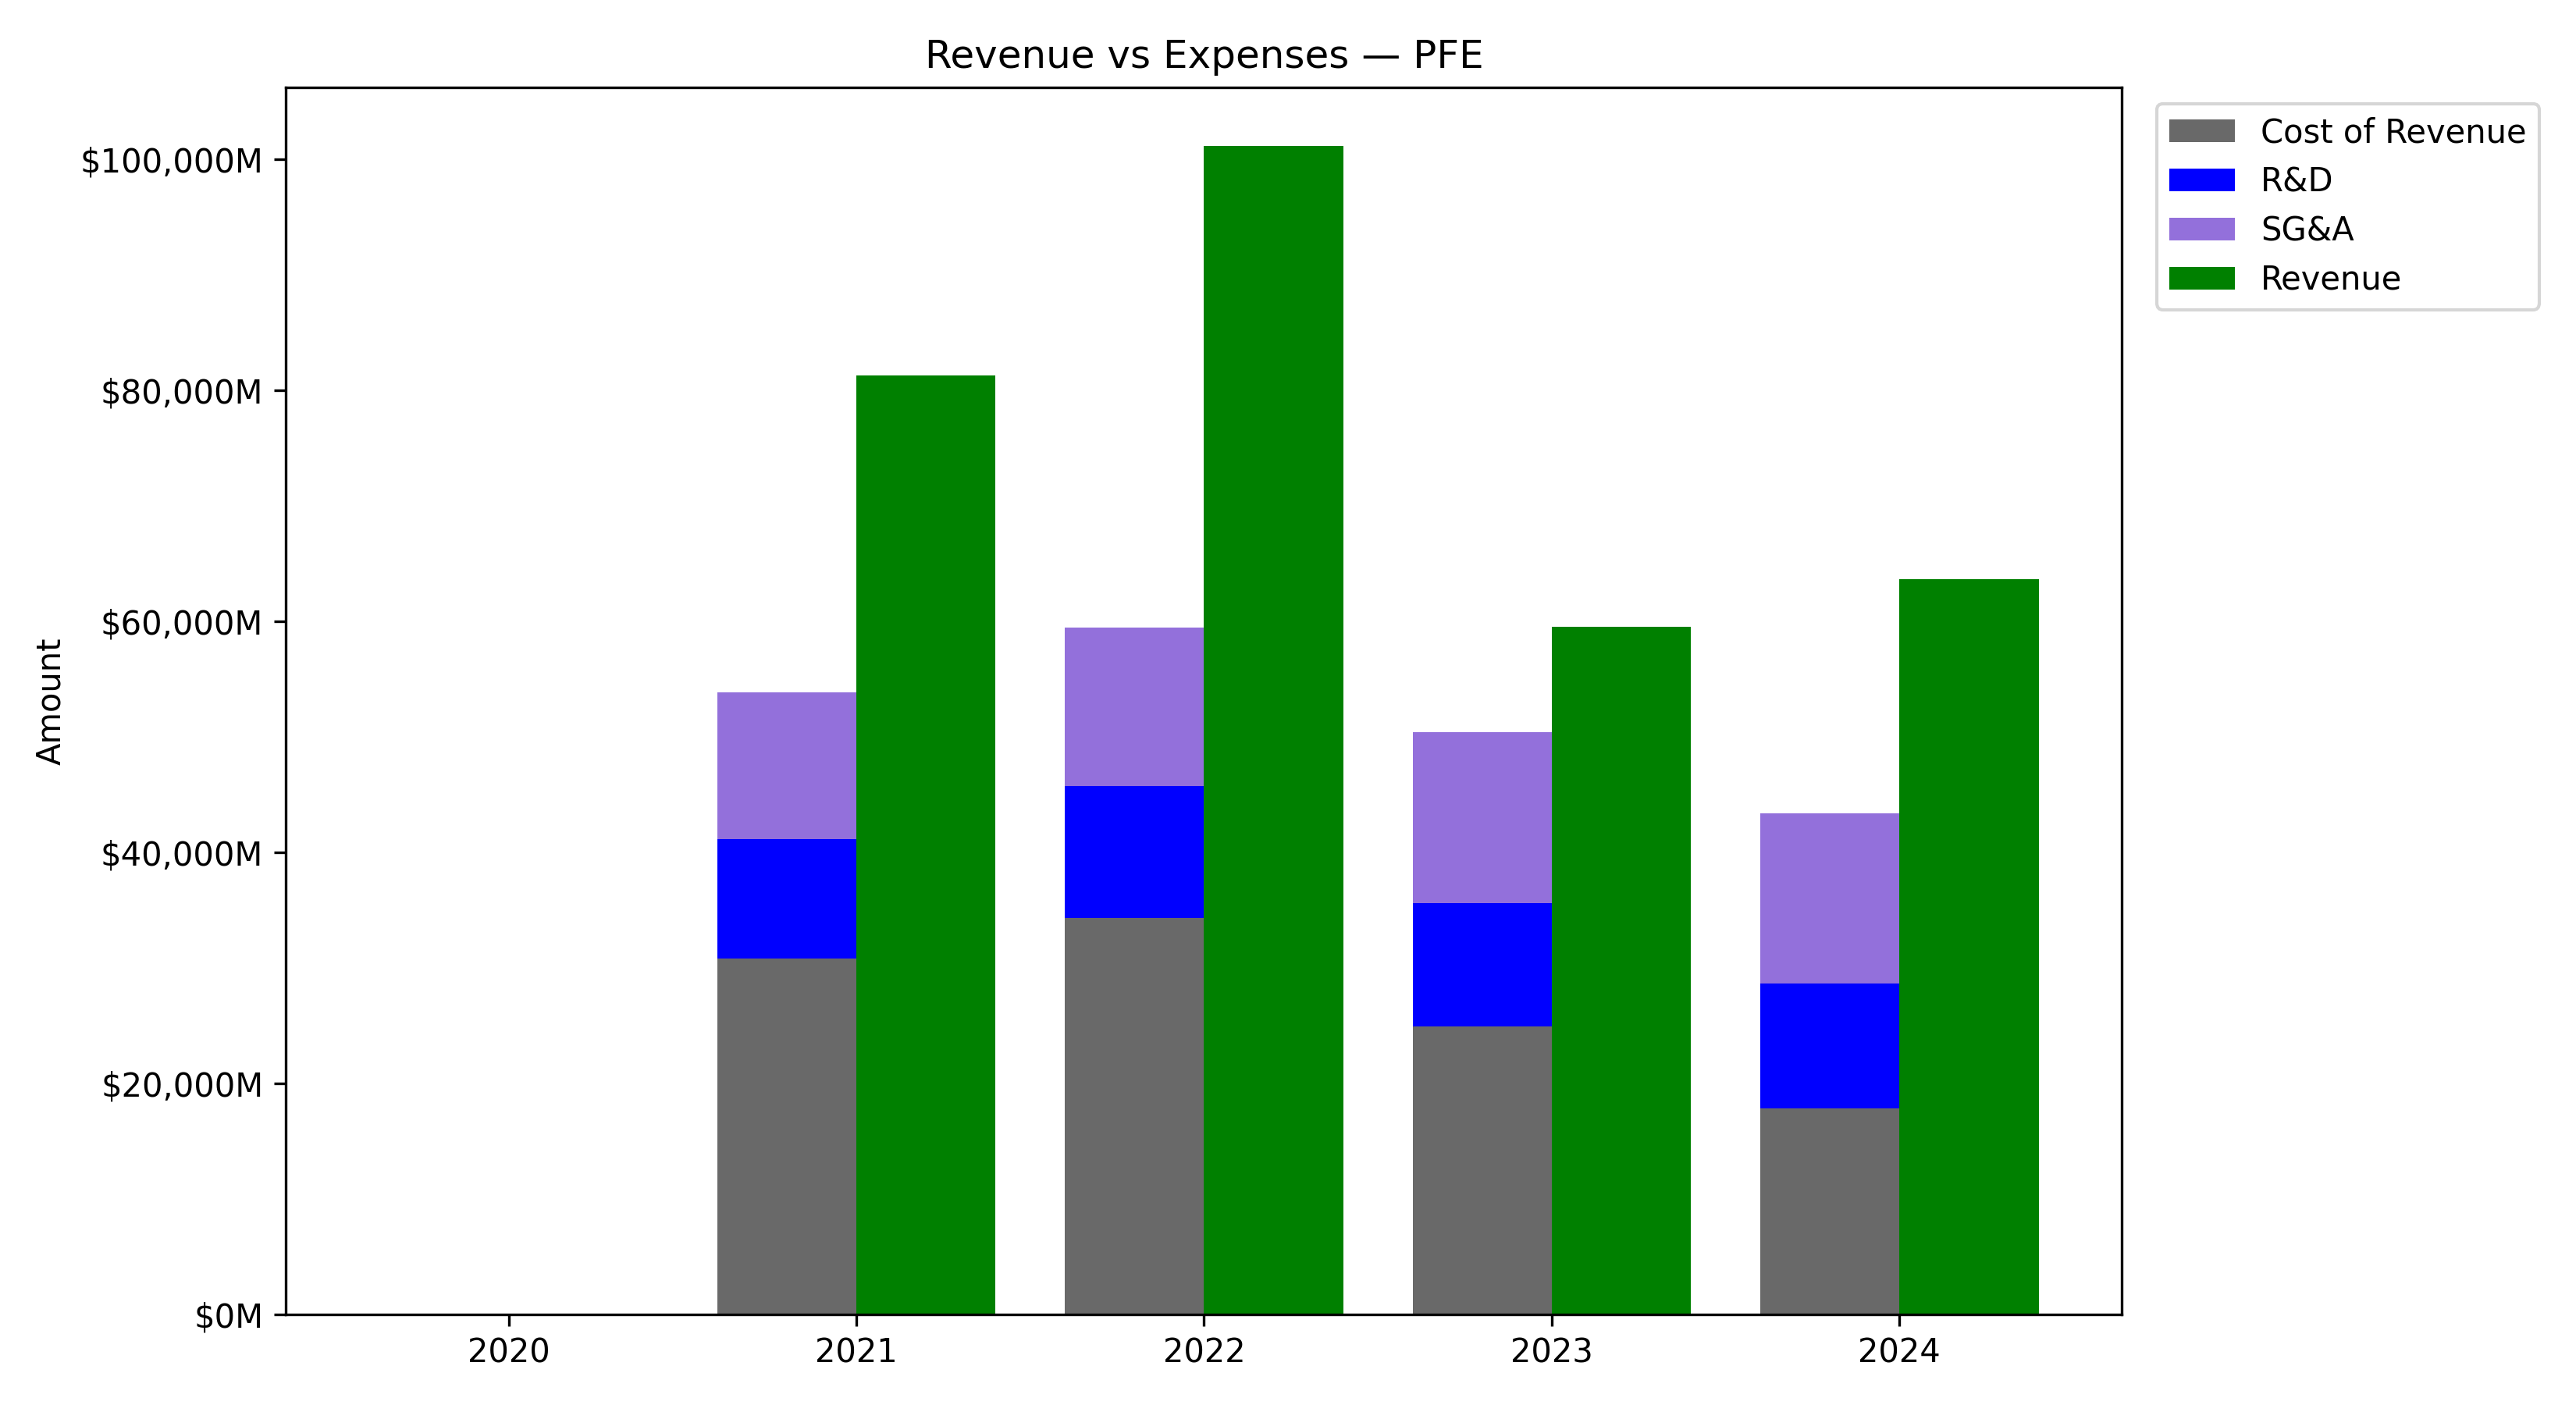 Revenue vs Expenses — PFE
Cost of Revenue
R&D
SG&A
Revenue
Amount
$100,000M
$80,000M
$60,000M
$40,000M
$20,000M
$0M
2020 2021 2022 2023 2024